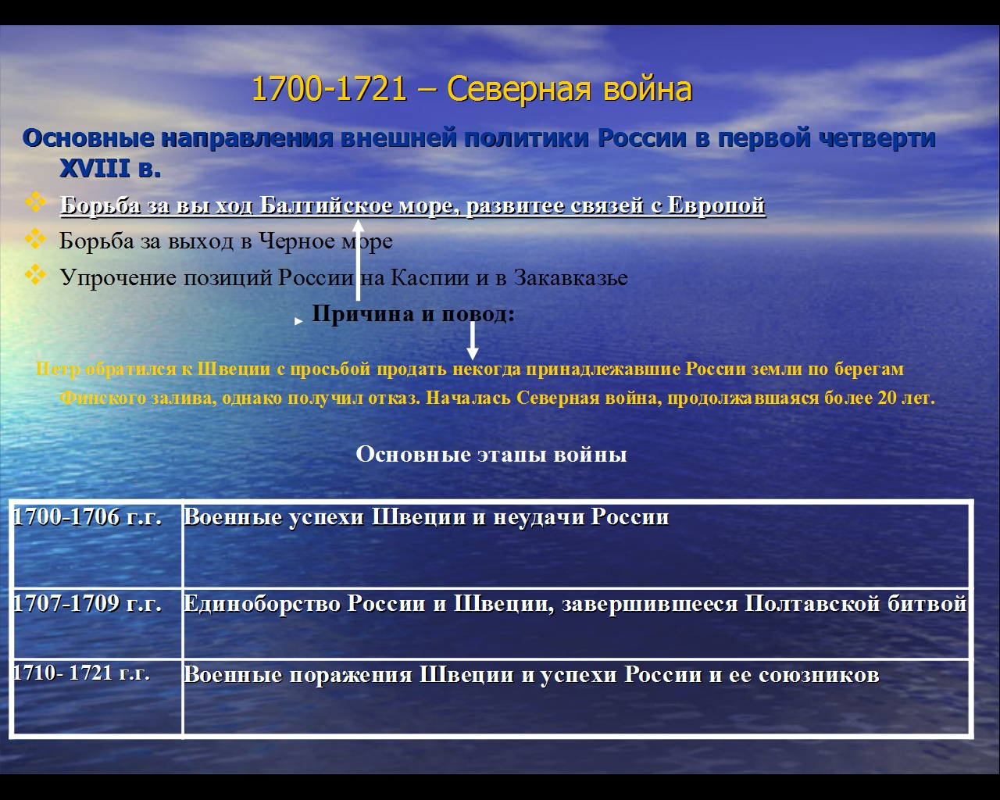 1700-1721 – Северная война
Основные направления внешней политики России в первой четверти
XVIII в.
Борьба за вы ход Балтийское море, развитее связей с Европой
Борьба за выход в Черное море
Упрочение позиций России на Каспии и в Закавказье
Причина и повод:
Петр обратился к Швеции с просьбой продать некогда принадлежавшие России земли по берегам
Финского залива, однако получил отказ. Началась Северная война, продолжавшаяся более 20 лет.
Основные этапы войны
1700-1706 г.г. Военные успехи Швеции и неудачи России
1707-1709 г.г. Единоборство России и Швеции, завершившееся Полтавской битвой
1710- 1721 г.г. Военные поражения Швеции и успехи России и ее союзников